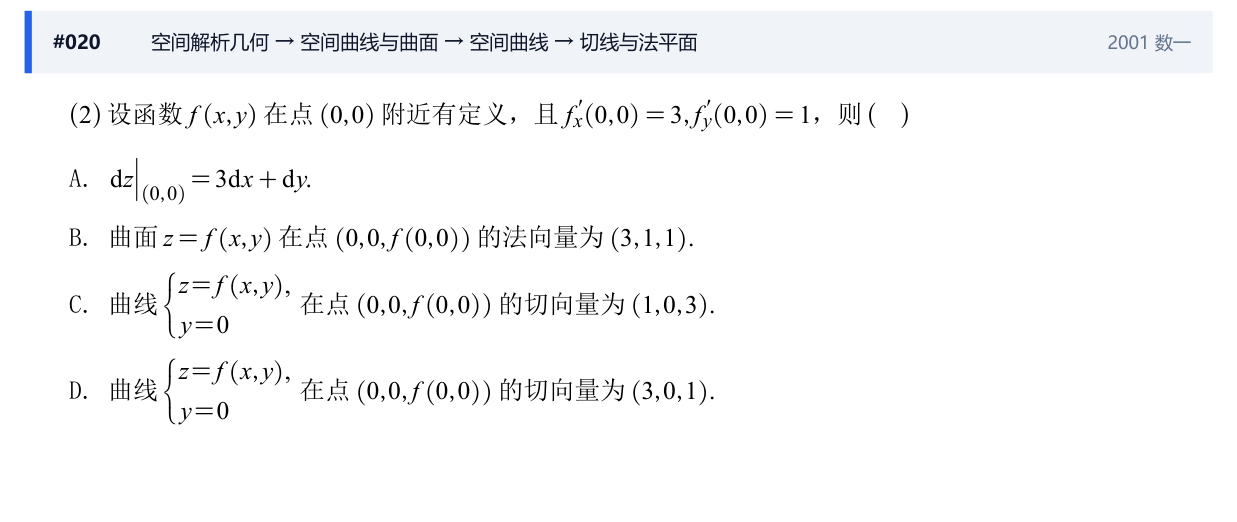 #020 空间解析几何 → 空间曲线与曲面 → 空间曲线 → 切线与法平面 2001 数一
(2) 设函数 f(x,y) 在点 (0,0) 附近有定义，且 f′ₓ(0,0) = 3, f′ᵧ(0,0) = 1，则 ( )
A. dz|₍₀,₀₎ = 3dx + dy.
B. 曲面 z = f(x,y) 在点 (0,0,f(0,0)) 的法向量为 (3,1,1).
C. 曲线 { z=f(x,y), y=0 在点 (0,0,f(0,0)) 的切向量为 (1,0,3).
D. 曲线 { z=f(x,y), y=0 在点 (0,0,f(0,0)) 的切向量为 (3,0,1).